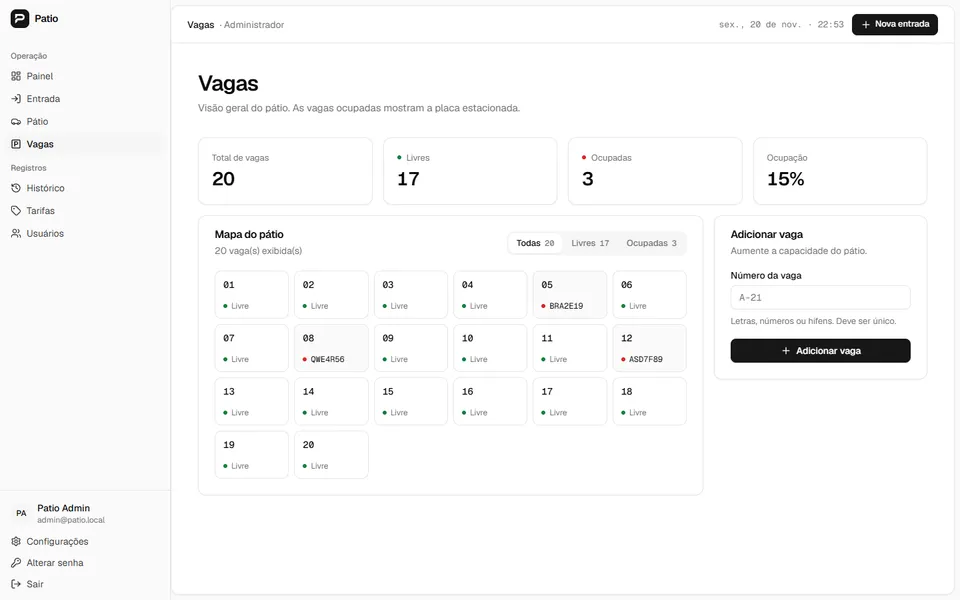 Patio
Operação
Painel
Entrada
Pátio
Vagas
Registros
Histórico
Tarifas
Usuários
PA
Patio Admin
admin@patio.local
Configurações
Alterar senha
Sair
Vagas · Administrador
sex., 20 de nov. · 22:53
+ Nova entrada
Vagas
Visão geral do pátio. As vagas ocupadas mostram a placa estacionada.
Total de vagas
20
Livres
17
Ocupadas
3
Ocupação
15%
Mapa do pátio
20 vaga(s) exibida(s)
Todas 20
Livres 17
Ocupadas 3
01
Livre
02
Livre
03
Livre
04
Livre
05
BRA2E19
06
Livre
07
Livre
08
QWE4R56
09
Livre
10
Livre
11
Livre
12
ASD7F89
13
Livre
14
Livre
15
Livre
16
Livre
17
Livre
18
Livre
19
Livre
20
Livre
Adicionar vaga
Aumente a capacidade do pátio.
Número da vaga
A-21
Letras, números ou hifens. Deve ser único.
+ Adicionar vaga